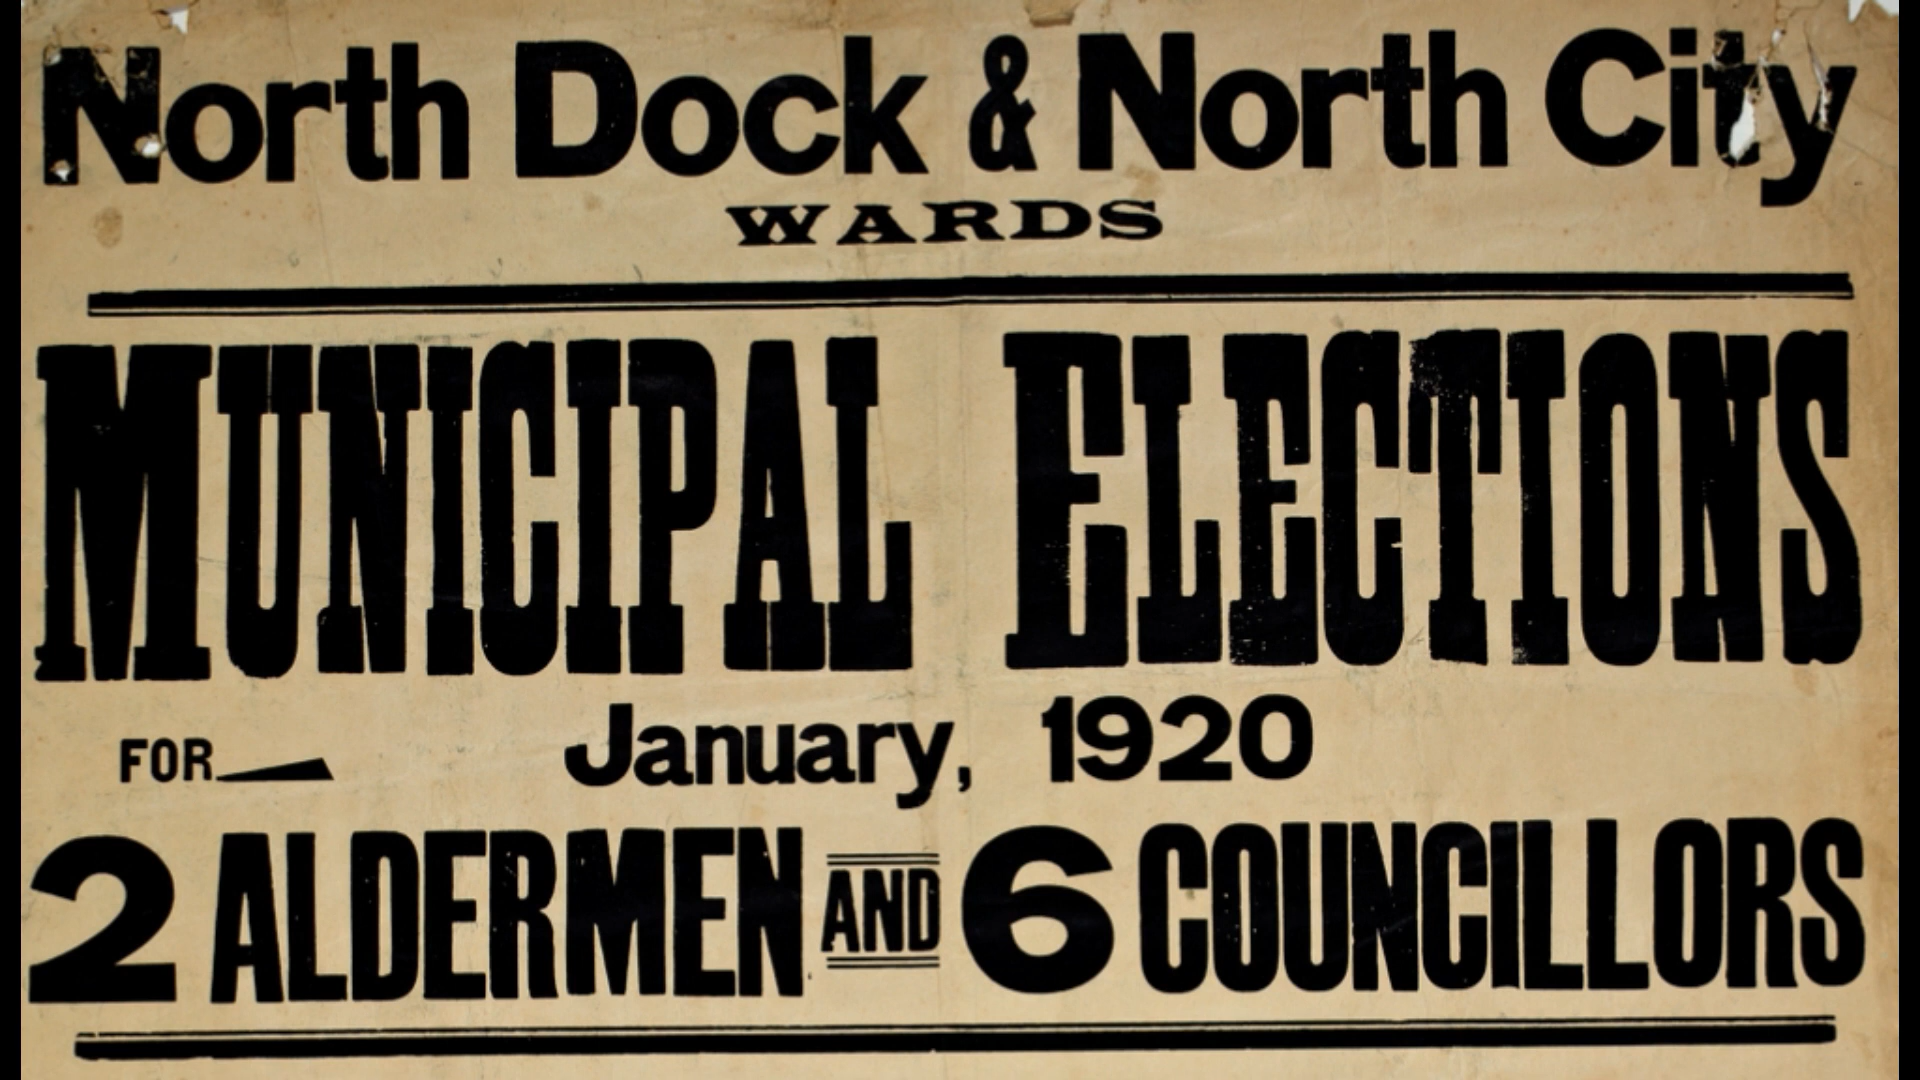 North Dock & North City
WARDS
MUNICIPAL ELECTIONS
FOR January, 1920
2 ALDERMEN AND 6 COUNCILLORS